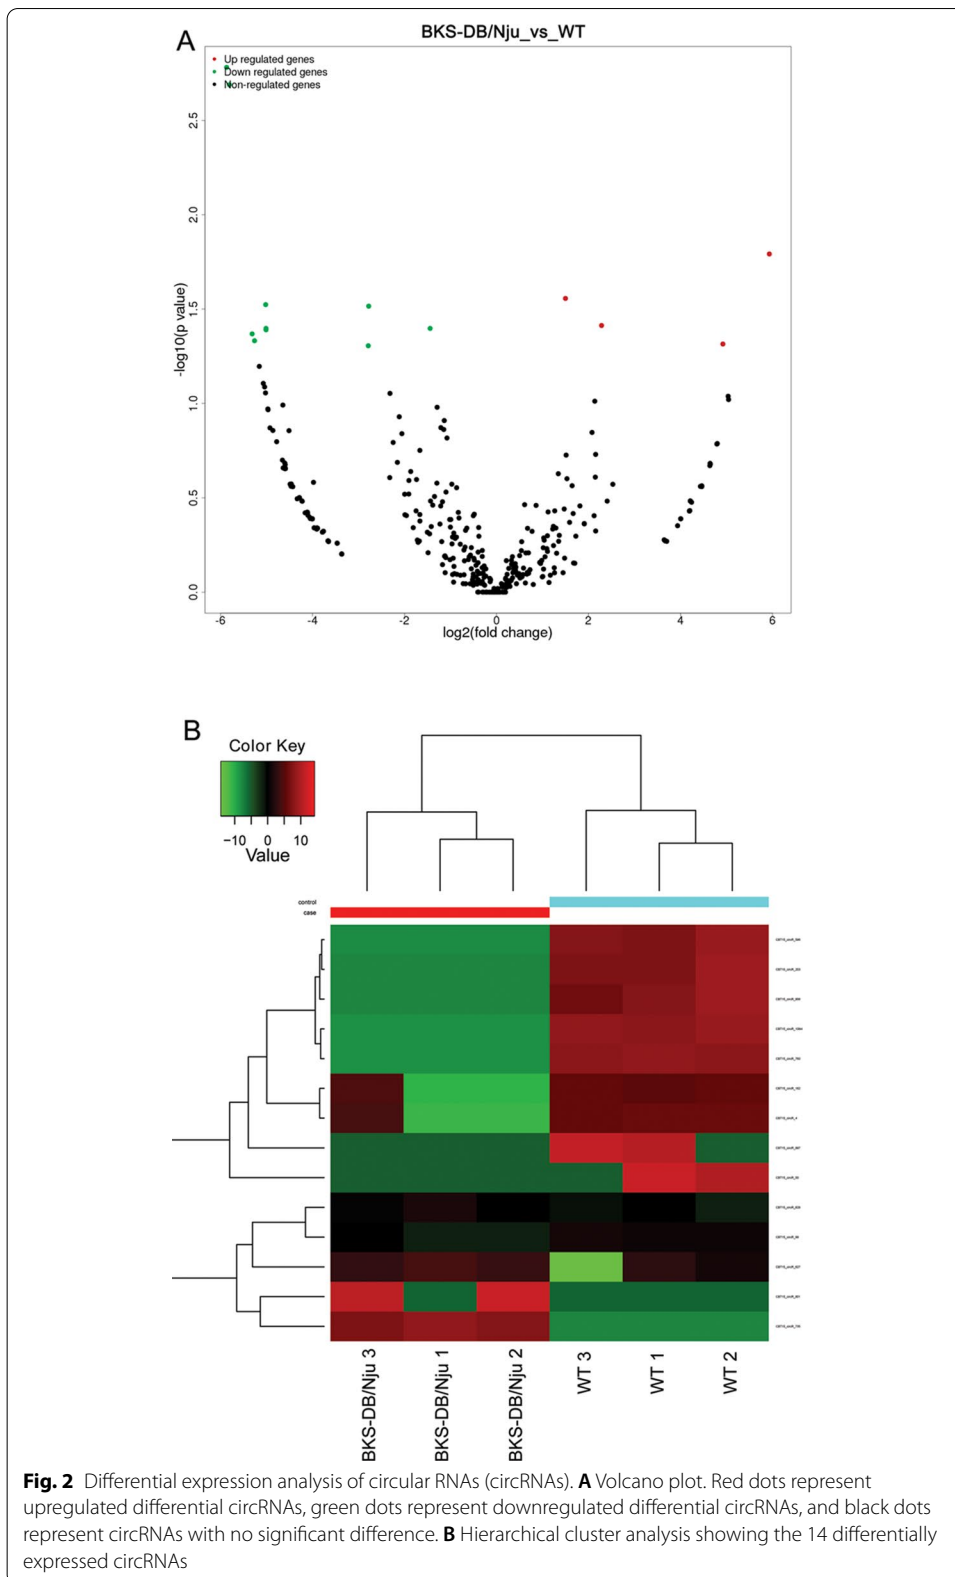 A
BKS-DB/Nju_vs_WT
Up regulated genes
Down regulated genes
Non-regulated genes
-log10(p value)
2.5
2.0
1.5
1.0
0.5
0.0
-6 -4 -2 0 2 4 6
log2(fold change)
B
Color Key
−10 0 10
Value
control
case
BKS-DB/Nju 3
BKS-DB/Nju 1
BKS-DB/Nju 2
WT 3
WT 1
WT 2
Fig. 2 Differential expression analysis of circular RNAs (circRNAs). A Volcano plot. Red dots represent
upregulated differential circRNAs, green dots represent downregulated differential circRNAs, and black dots
represent circRNAs with no significant difference. B Hierarchical cluster analysis showing the 14 differentially
expressed circRNAs